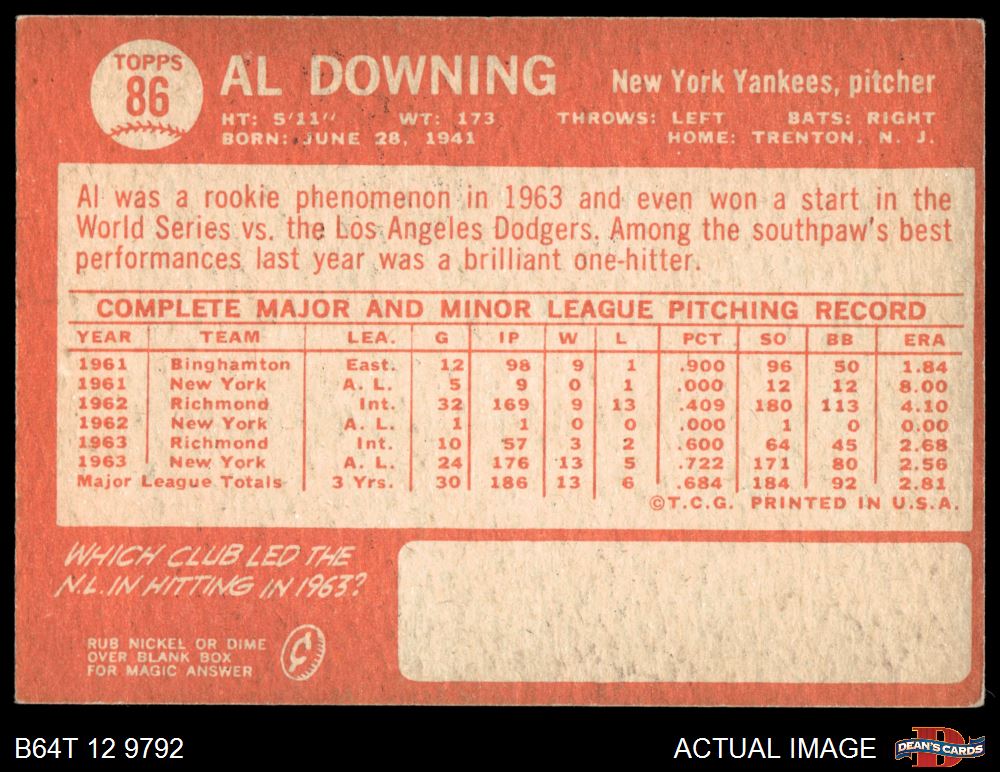 TOPPS
86
AL DOWNING
New York Yankees, pitcher
HT: 5'11" WT: 173 THROWS: LEFT BATS: RIGHT
BORN: JUNE 28, 1941 HOME: TRENTON, N. J.
Al was a rookie phenomenon in 1963 and even won a start in the
World Series vs. the Los Angeles Dodgers. Among the southpaw's best
performances last year was a brilliant one-hitter.
COMPLETE MAJOR AND MINOR LEAGUE PITCHING RECORD
YEAR TEAM LEA. G IP W L PCT SO BB ERA
1961 Binghamton East. 12 98 9 1 .900 96 50 1.84
1961 New York A. L. 5 9 0 1 .000 12 12 8.00
1962 Richmond Int. 32 169 9 13 .409 180 113 4.10
1962 New York A. L. 1 1 0 0 .000 1 0 0.00
1963 Richmond Int. 10 57 3 2 .600 64 45 2.68
1963 New York A. L. 24 176 13 5 .722 171 80 2.56
Major League Totals 3 Yrs. 30 186 13 6 .684 184 92 2.81
©T.C.G. PRINTED IN U.S.A.
WHICH CLUB LED THE
N.L. IN HITTING IN 1963?
RUB NICKEL OR DIME
OVER BLANK BOX
FOR MAGIC ANSWER
B64T 12 9792
ACTUAL IMAGE
DEAN'S CARDS